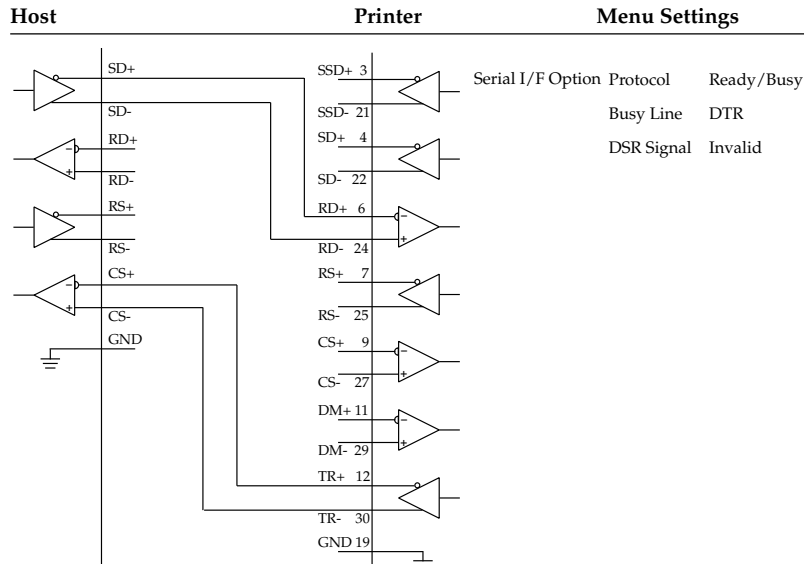 Host Printer Menu Settings
SD+
SD-
RD+
RD-
RS+
RS-
CS+
CS-
GND
SSD+ 3
SSD- 21
SD+ 4
SD- 22
RD+ 6
RD- 24
RS+ 7
RS- 25
CS+ 9
CS- 27
DM+ 11
DM- 29
TR+ 12
TR- 30
GND 19
Serial I/F Option Protocol Ready/Busy
Busy Line DTR
DSR Signal Invalid